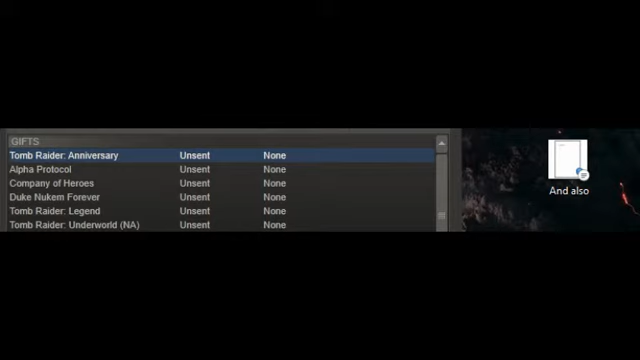 GIFTS
Tomb Raider: Anniversary Unsent None
Alpha Protocol Unsent None
Company of Heroes Unsent None
Duke Nukem Forever Unsent None
Tomb Raider: Legend Unsent None
Tomb Raider: Underworld (NA) Unsent None
And also